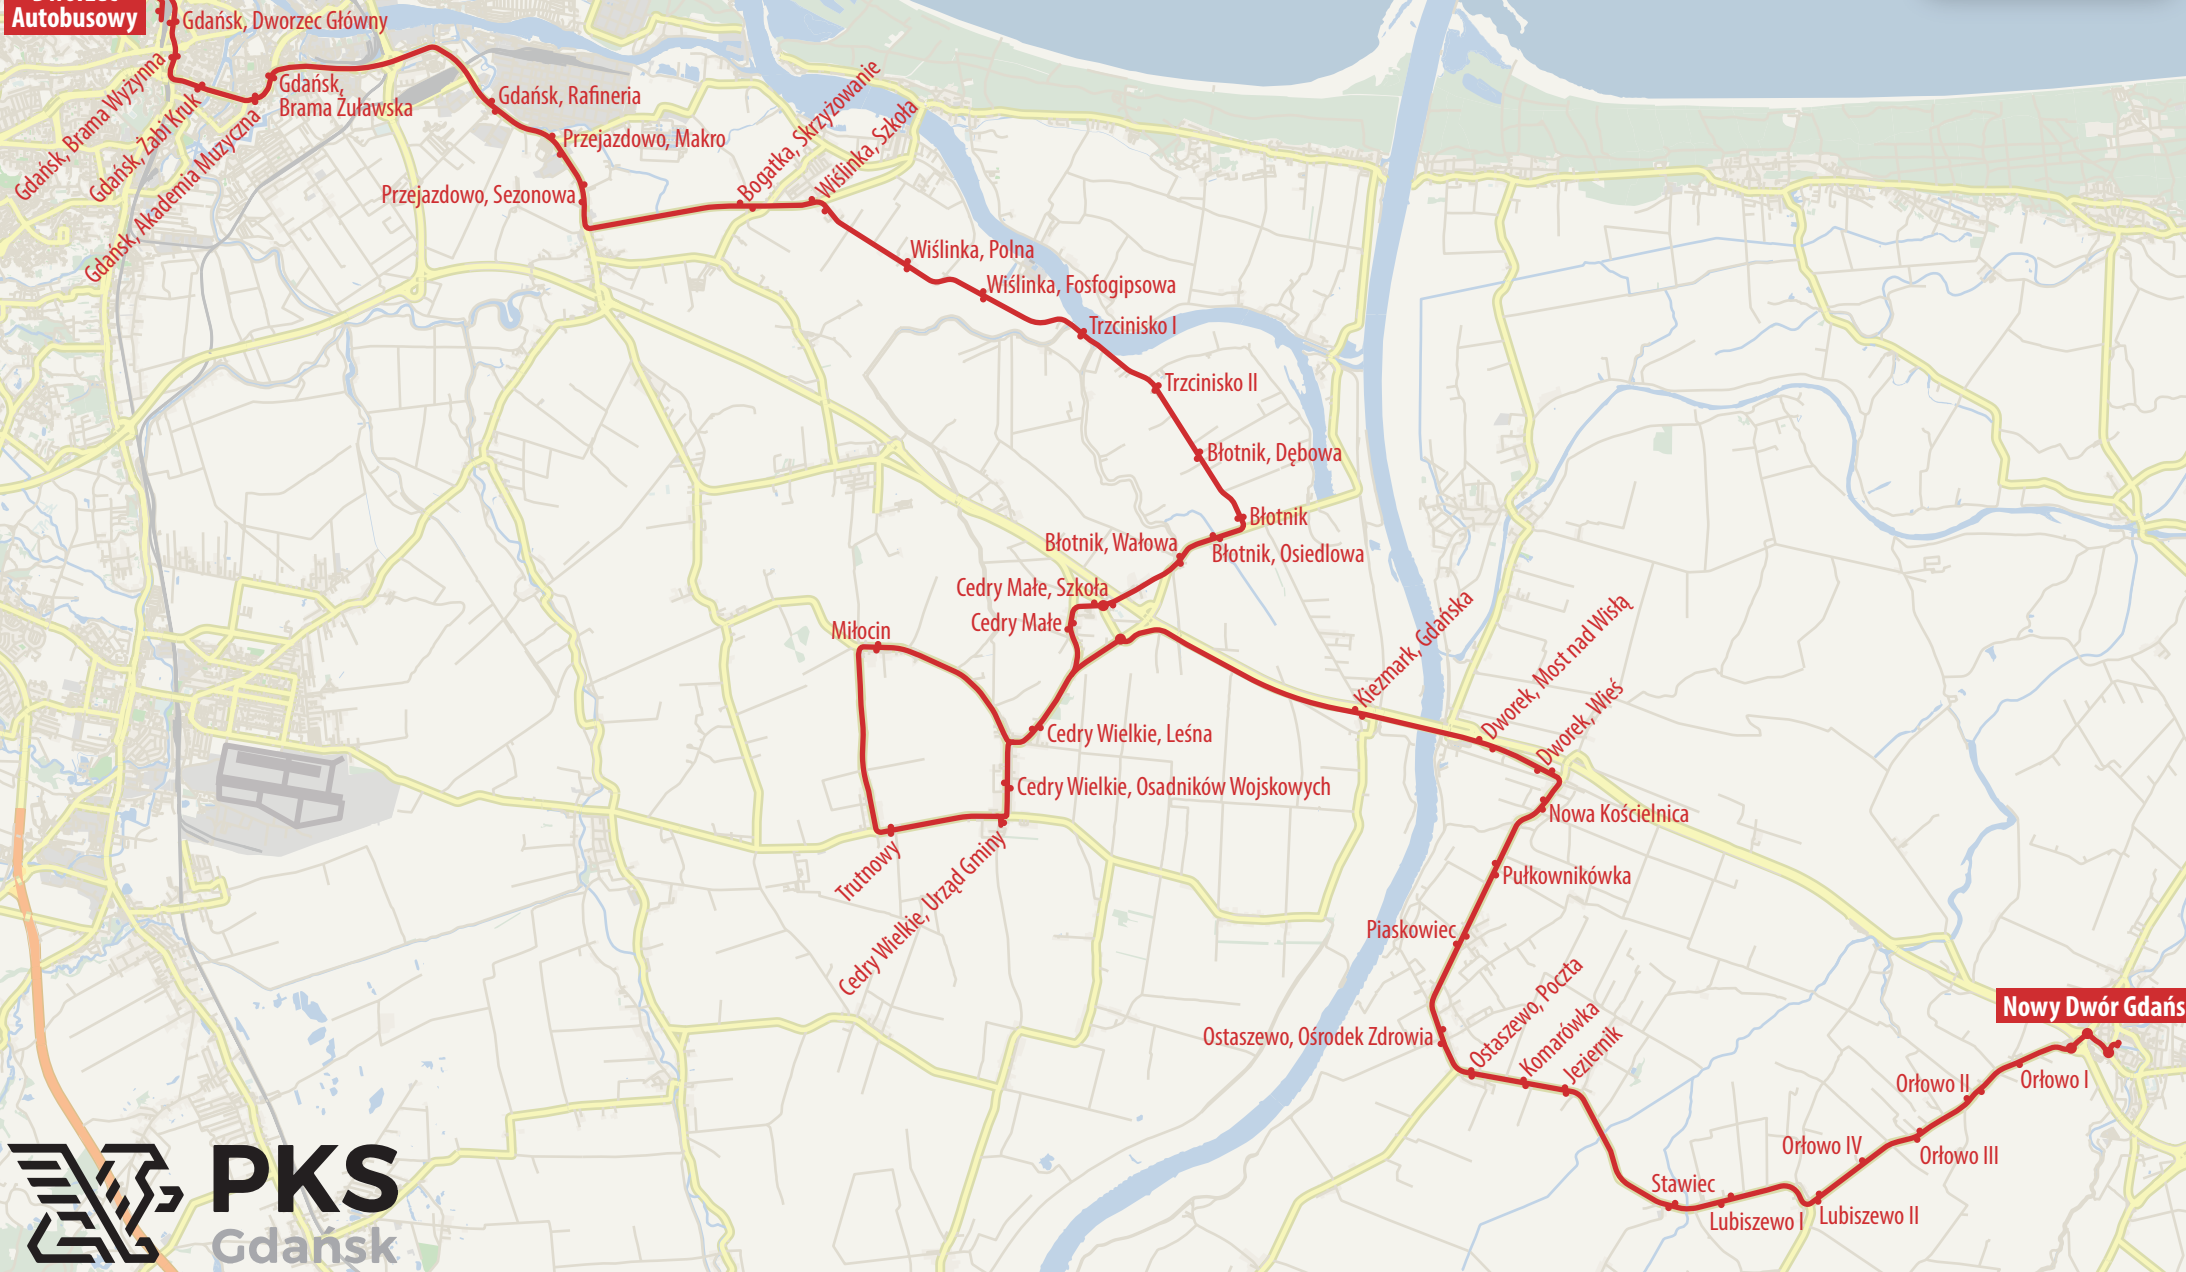 Autobusowy
Gdańsk, Dworzec Główny
Gdańsk, Brama Wyżynna
Gdańsk, Żabi Kruk
Gdańsk, Akademia Muzyczna
Gdańsk,
Brama Żuławska
Gdańsk, Rafineria
Przejazdowo, Makro
Przejazdowo, Sezonowa
Bogatka, Skrzyżowanie
Wiślinka, Szkoła
Wiślinka, Polna
Wiślinka, Fosfogipsowa
Trzcinisko I
Trzcinisko II
Błotnik, Dębowa
Błotnik
Błotnik, Osiedlowa
Błotnik, Wałowa
Cedry Małe, Szkoła
Cedry Małe
Miłocin
Cedry Wielkie, Leśna
Cedry Wielkie, Osadników Wojskowych
Trutnowy
Cedry Wielkie, Urząd Gminy
Kiezmark, Gdańska
Dworek, Most nad Wisłą
Dworek, Wieś
Nowa Kościelnica
Pułkownikówka
Piaskowiec
Ostaszewo, Ośrodek Zdrowia
Ostaszewo, Poczta
Komarówka
Jeziernik
Stawiec
Lubiszewo I
Lubiszewo II
Orłowo IV
Orłowo III
Orłowo II
Orłowo I
Nowy Dwór Gdańs
PKS
Gdańsk